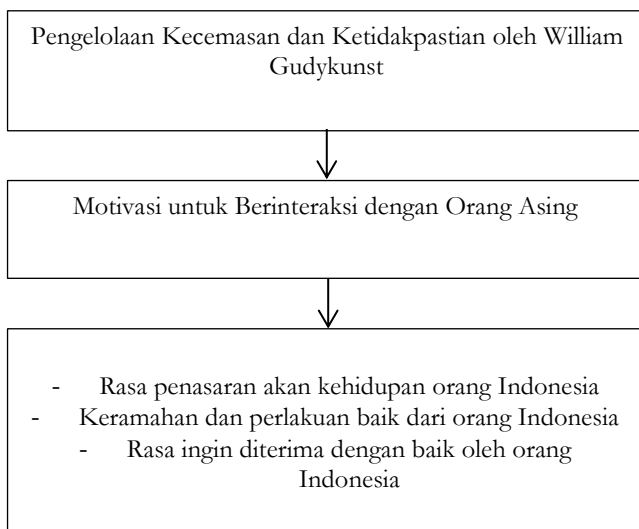 Pengelolaan Kecemasan dan Ketidakpastian oleh William
Gudykunst
Motivasi untuk Berinteraksi dengan Orang Asing
- Rasa penasaran akan kehidupan orang Indonesia
- Keramahan dan perlakuan baik dari orang Indonesia
- Rasa ingin diterima dengan baik oleh orang
Indonesia